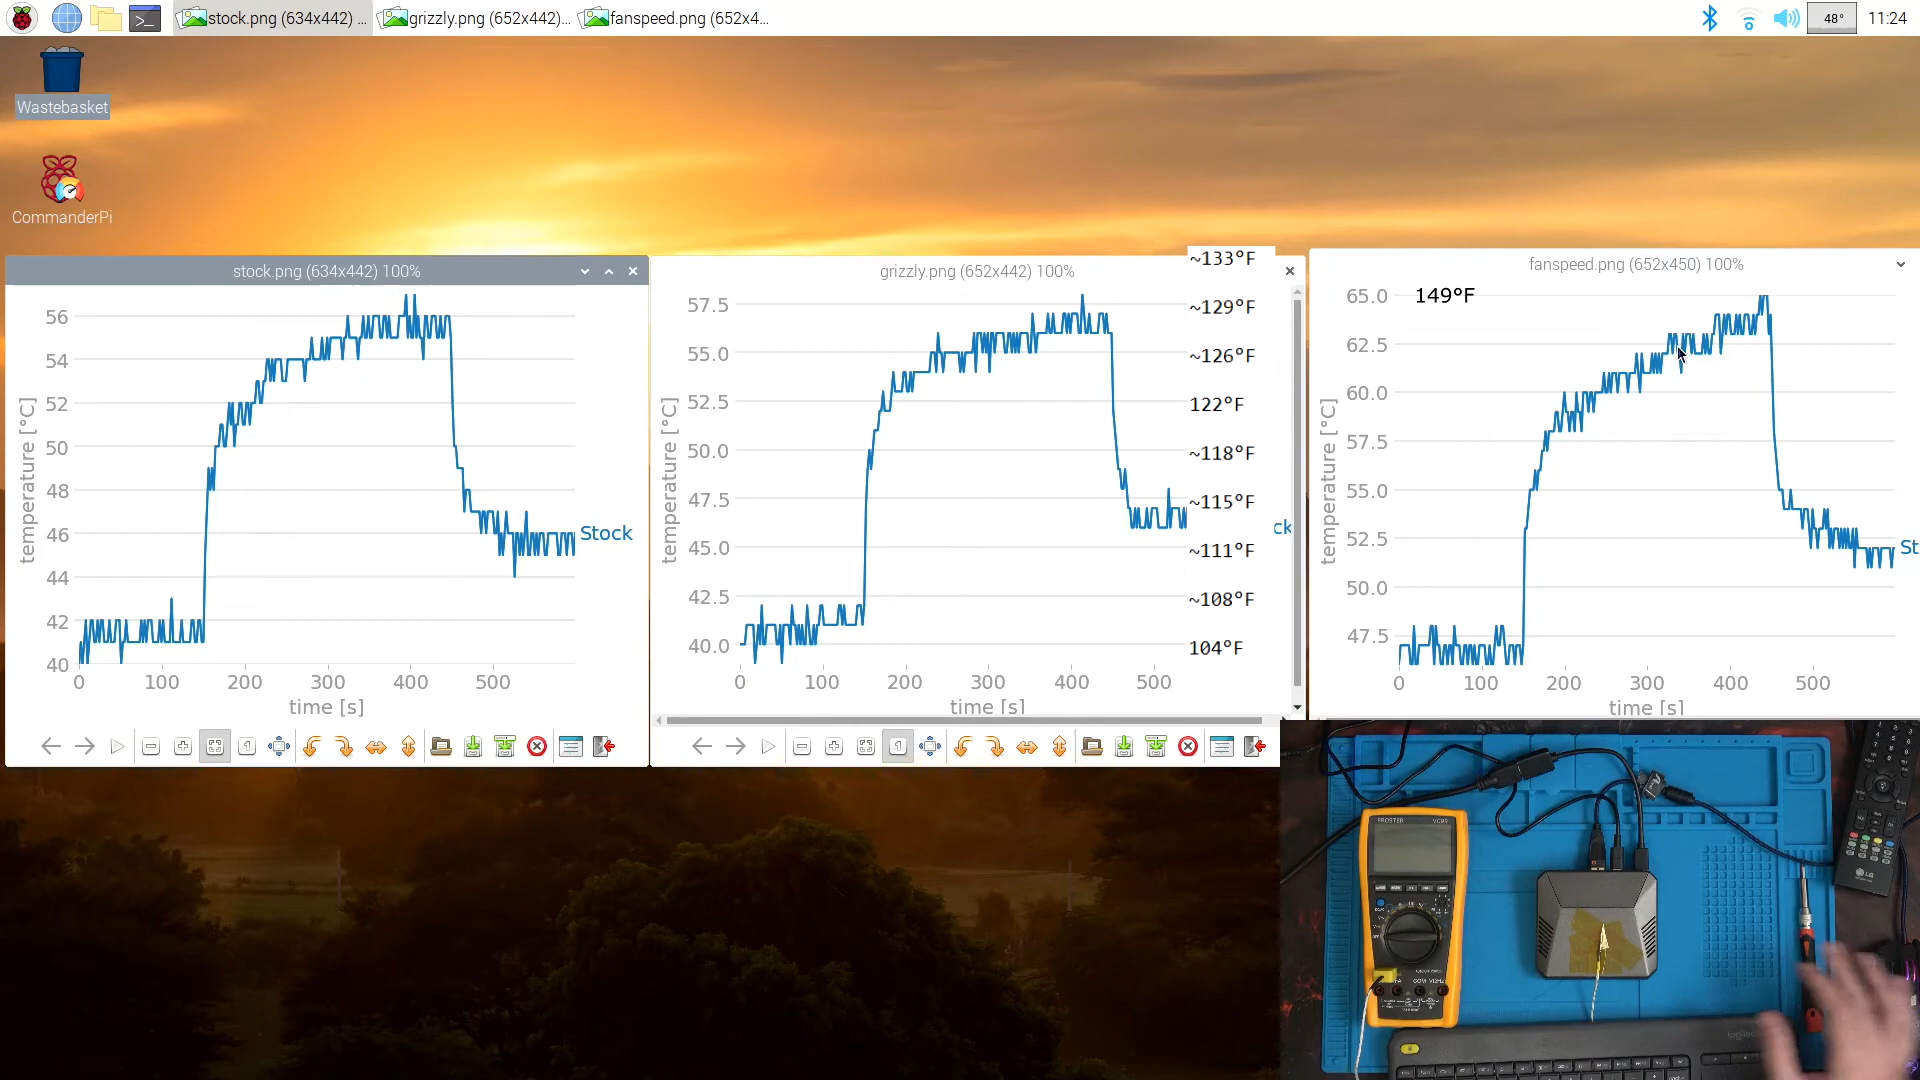 stock.png (634x442) ...
grizzly.png (652x442)...
fanspeed.png (652x4...
48°
11:24
Wastebasket
CommanderPi
stock.png (634x442) 100%
56
54
52
50
48
46
44
42
40
temperature [°C]
0 100 200 300 400 500
time [s]
Stock
grizzly.png (652x442) 100%
57.5
55.0
52.5
50.0
47.5
45.0
42.5
40.0
temperature [°C]
0 100 200 300 400 500
time [s]
~133°F
~129°F
~126°F
122°F
~118°F
~115°F
~111°F
~108°F
104°F
ck
fanspeed.png (652x450) 100%
149°F
65.0
62.5
60.0
57.5
55.0
52.5
50.0
47.5
temperature [°C]
0 100 200 300 400 500
time [s]
St
1
1
PROSTER
VC99
LG